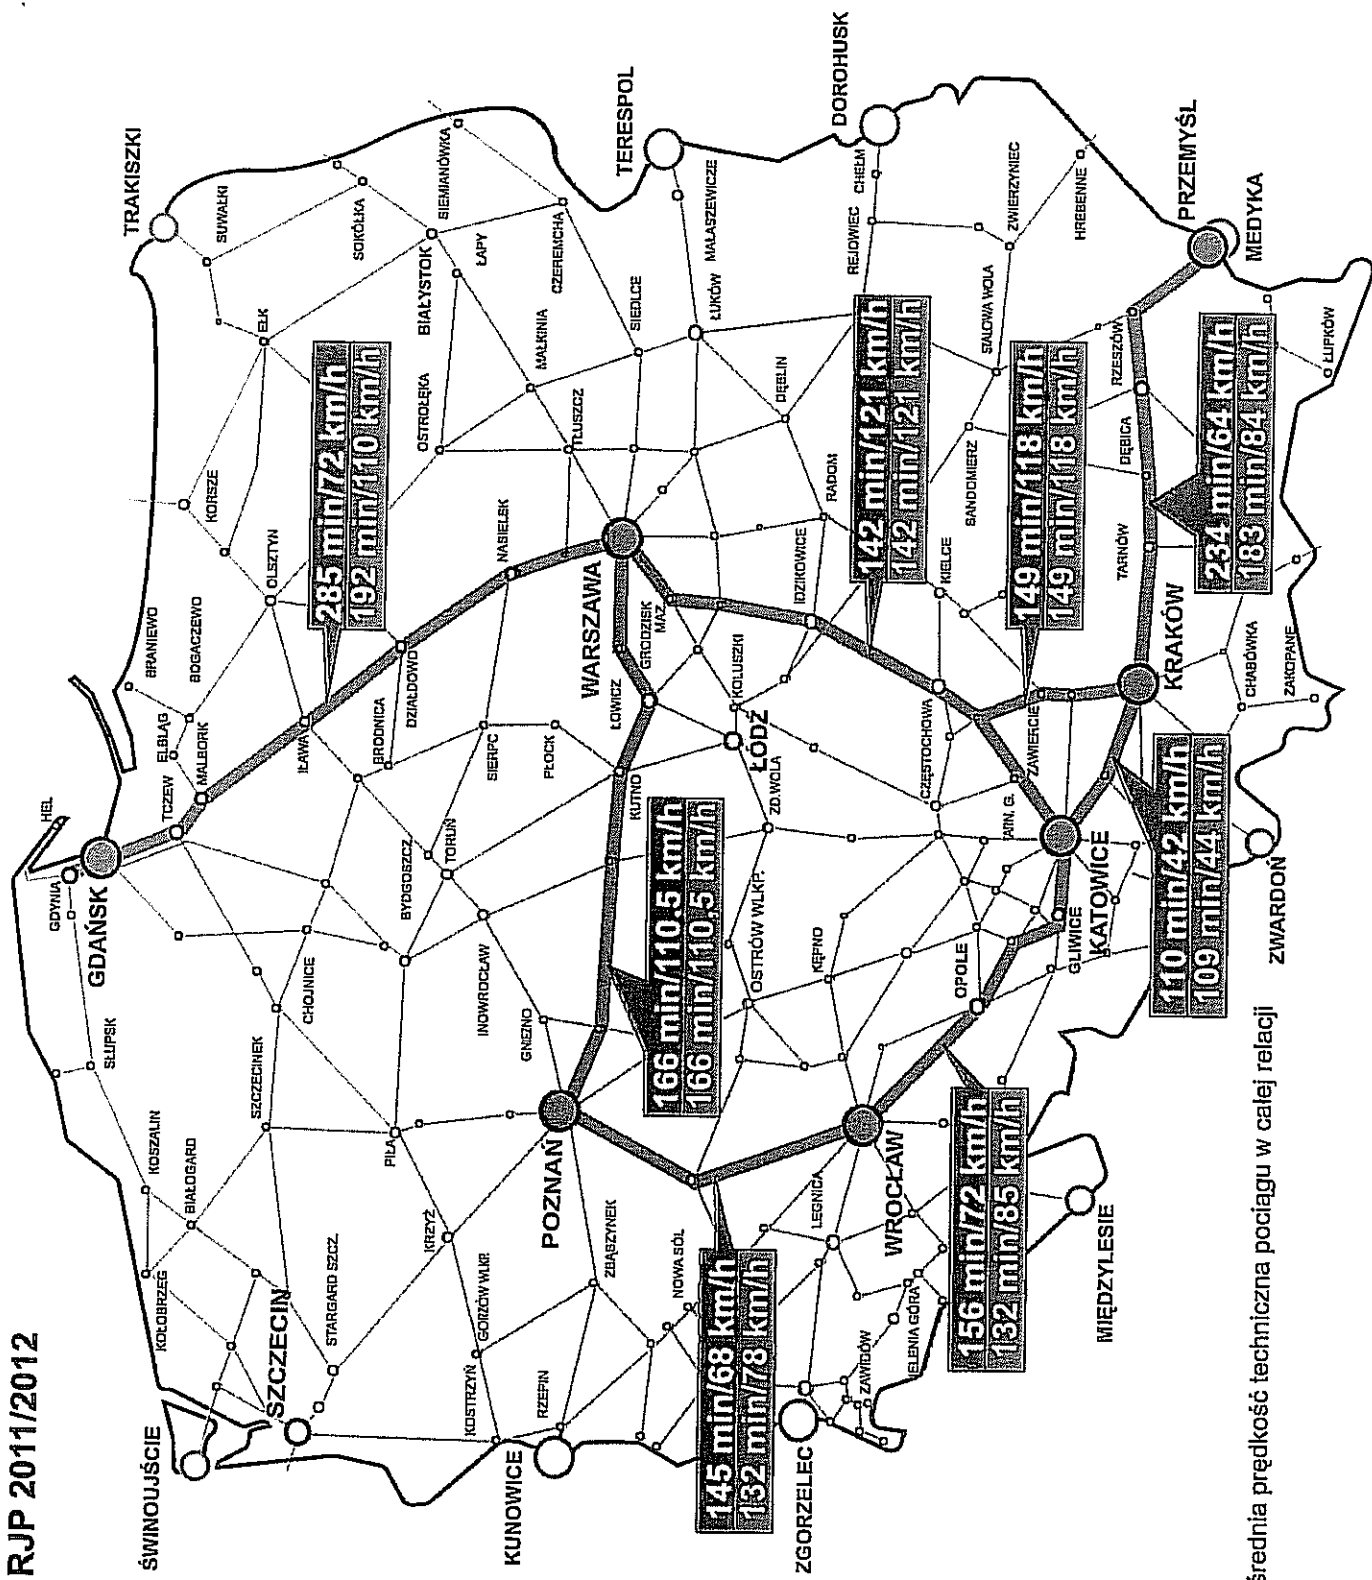 RJP 2011/2012
ŚWINOUJŚCIE
SZCZECIN
KOŁOBRZEG
KOSZALIN
BIAŁOGARD
SŁUPSK
GDYNIA
HEL
GDAŃSK
TCZEW
ELBLĄG
MALBORK
BRANIEWO
BOGACZEWO
OLSZTYN
KORSZE
EŁK
SUWAŁKI
TRAKISZKI
SOKÓŁKA
STARGARD SZCZ.
SZCZECINEK
CHOJNICE
IŁAWA
BRODNICA
DZIAŁDOWO
285 min/72 km/h
192 min/110 km/h
BIAŁYSTOK
SIEMIANÓWKA
ŁAPY
CZEREMCHA
OSTROŁĘKA
MAŁKINIA
KRZYŻ
PIŁA
BYDGOSZCZ
TORUŃ
SIERPC
NASIELSK
TŁUSZCZ
SIEDLCE
KOSTRZYŃ
GORZÓW WLKP.
INOWROCŁAW
GNIEZNO
PŁOCK
KUNOWICE
RZEPIN
POZNAŃ
ZBĄSZYNEK
KUTNO
ŁOWICZ
WARSZAWA
GRODZISK
MAZ.
TERESPOL
MAŁASZEWICZE
ŁUKÓW
166 min/110.5 km/h
166 min/110.5 km/h
NOWA SÓL
OSTRÓW WLKP.
ZD.WOLA
ŁÓDŹ
KOLUSZKI
DĘBLIN
RADOM
IDZIKOWICE
145 min/68 km/h
132 min/78 km/h
ZGORZELEC
LEGNICA
KĘPNO
142 min/121 km/h
142 min/121 km/h
REJOWIEC
CHEŁM
DOROHUSK
ZAWIDÓW
JELENIA GÓRA
WROCŁAW
OPOLE
CZĘSTOCHOWA
KIELCE
SANDOMIERZ
STALOWA WOLA
ZWIERZYNIEC
HREBENNE
156 min/72 km/h
132 min/85 km/h
TARN. G.
ZAWIERCIE
149 min/118 km/h
149 min/118 km/h
MIĘDZYLESIE
GLIWICE
KATOWICE
KRAKÓW
TARNÓW
DĘBICA
RZESZÓW
PRZEMYŚL
MEDYKA
110 min/42 km/h
109 min/44 km/h
234 min/64 km/h
183 min/84 km/h
ZWARDOŃ
CHABÓWKA
ZAKOPANE
ŁUPKÓW
średnia prędkość techniczna pociągu w całej relacji